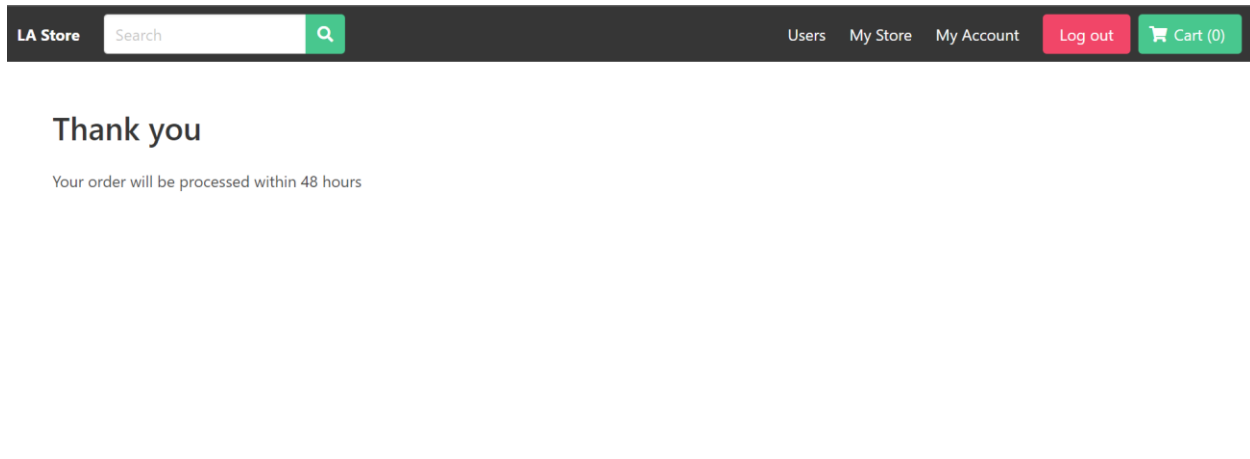 LA Store Search Users My Store My Account Log out Cart (0)
Thank you
Your order will be processed within 48 hours